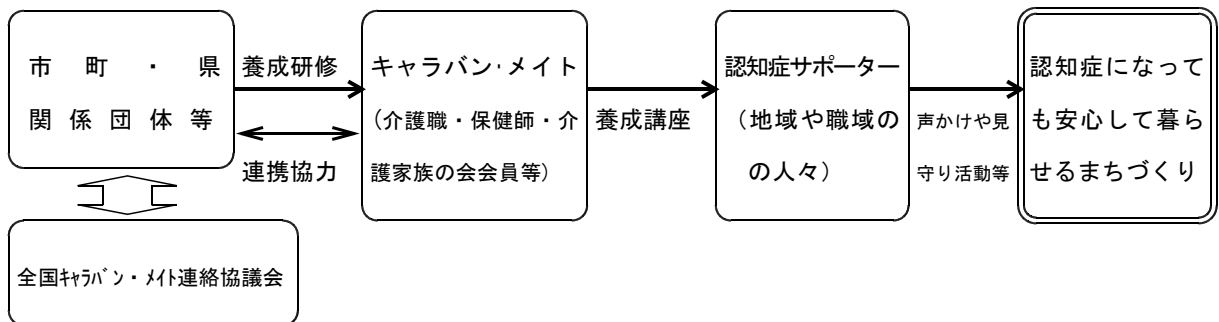 市町・県
関係団体等
養成研修
連携協力
キャラバン・メイト
(介護職・保健師・介
護家族の会会員等)
養成講座
認知症サポーター
(地域や職域の
の人々)
声かけや見
守り活動等
認知症になって
も安心して暮ら
せるまちづくり
全国ｷｬﾗﾊﾞﾝ・ﾒｲﾄ連絡協議会